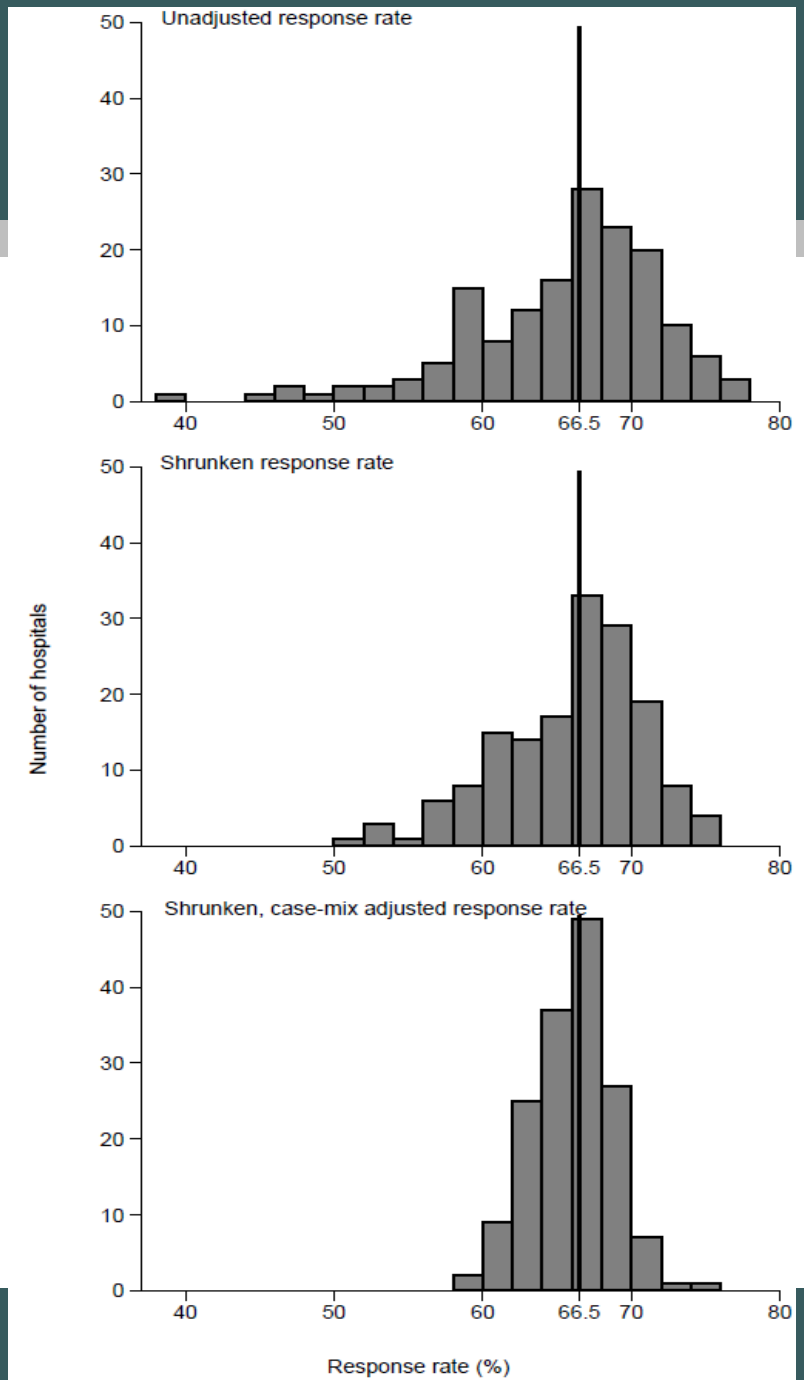 Unadjusted response rate
50
40
30
20
10
0
40 50 60 66.5 70 80
Shrunken response rate
50
40
30
20
10
0
40 50 60 66.5 70 80
Number of hospitals
Shrunken, case-mix adjusted response rate
50
40
30
20
10
0
40 50 60 66.5 70 80
Response rate (%)